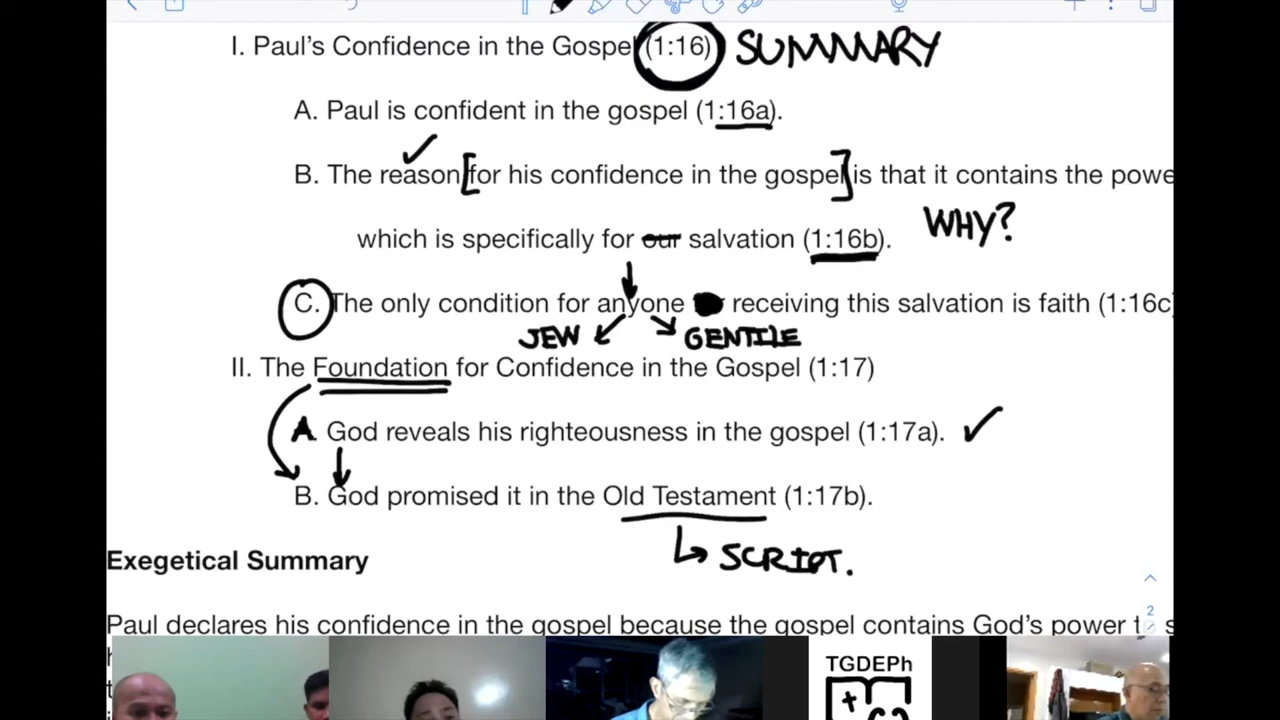 I. Paul's Confidence in the Gospel (1:16) SUMMARY
A. Paul is confident in the gospel (1:16a).
B. The reason [for his confidence in the gospel] is that it contains the powe
which is specifically for our salvation (1:16b). WHY?
C. The only condition for anyone receiving this salvation is faith (1:16c)
JEW GENTILE
II. The Foundation for Confidence in the Gospel (1:17)
A God reveals his righteousness in the gospel (1:17a).
B. God promised it in the Old Testament (1:17b).
SCRIPT.
Exegetical Summary
2
Paul declares his confidence in the gospel because the gospel contains God's power
TGDEPh